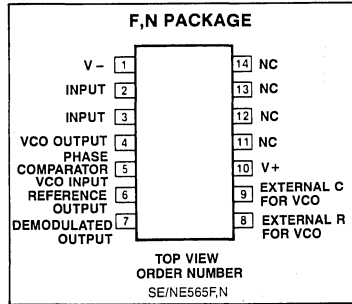 F,N PACKAGE
V– 1
INPUT 2
INPUT 3
VCO OUTPUT 4
PHASE
COMPARATOR 5
VCO INPUT
REFERENCE 6
OUTPUT
DEMODULATED 7
OUTPUT
14 NC
13 NC
12 NC
11 NC
10 V+
9 EXTERNAL C
FOR VCO
8 EXTERNAL R
FOR VCO
TOP VIEW
ORDER NUMBER
SE/NE565F,N